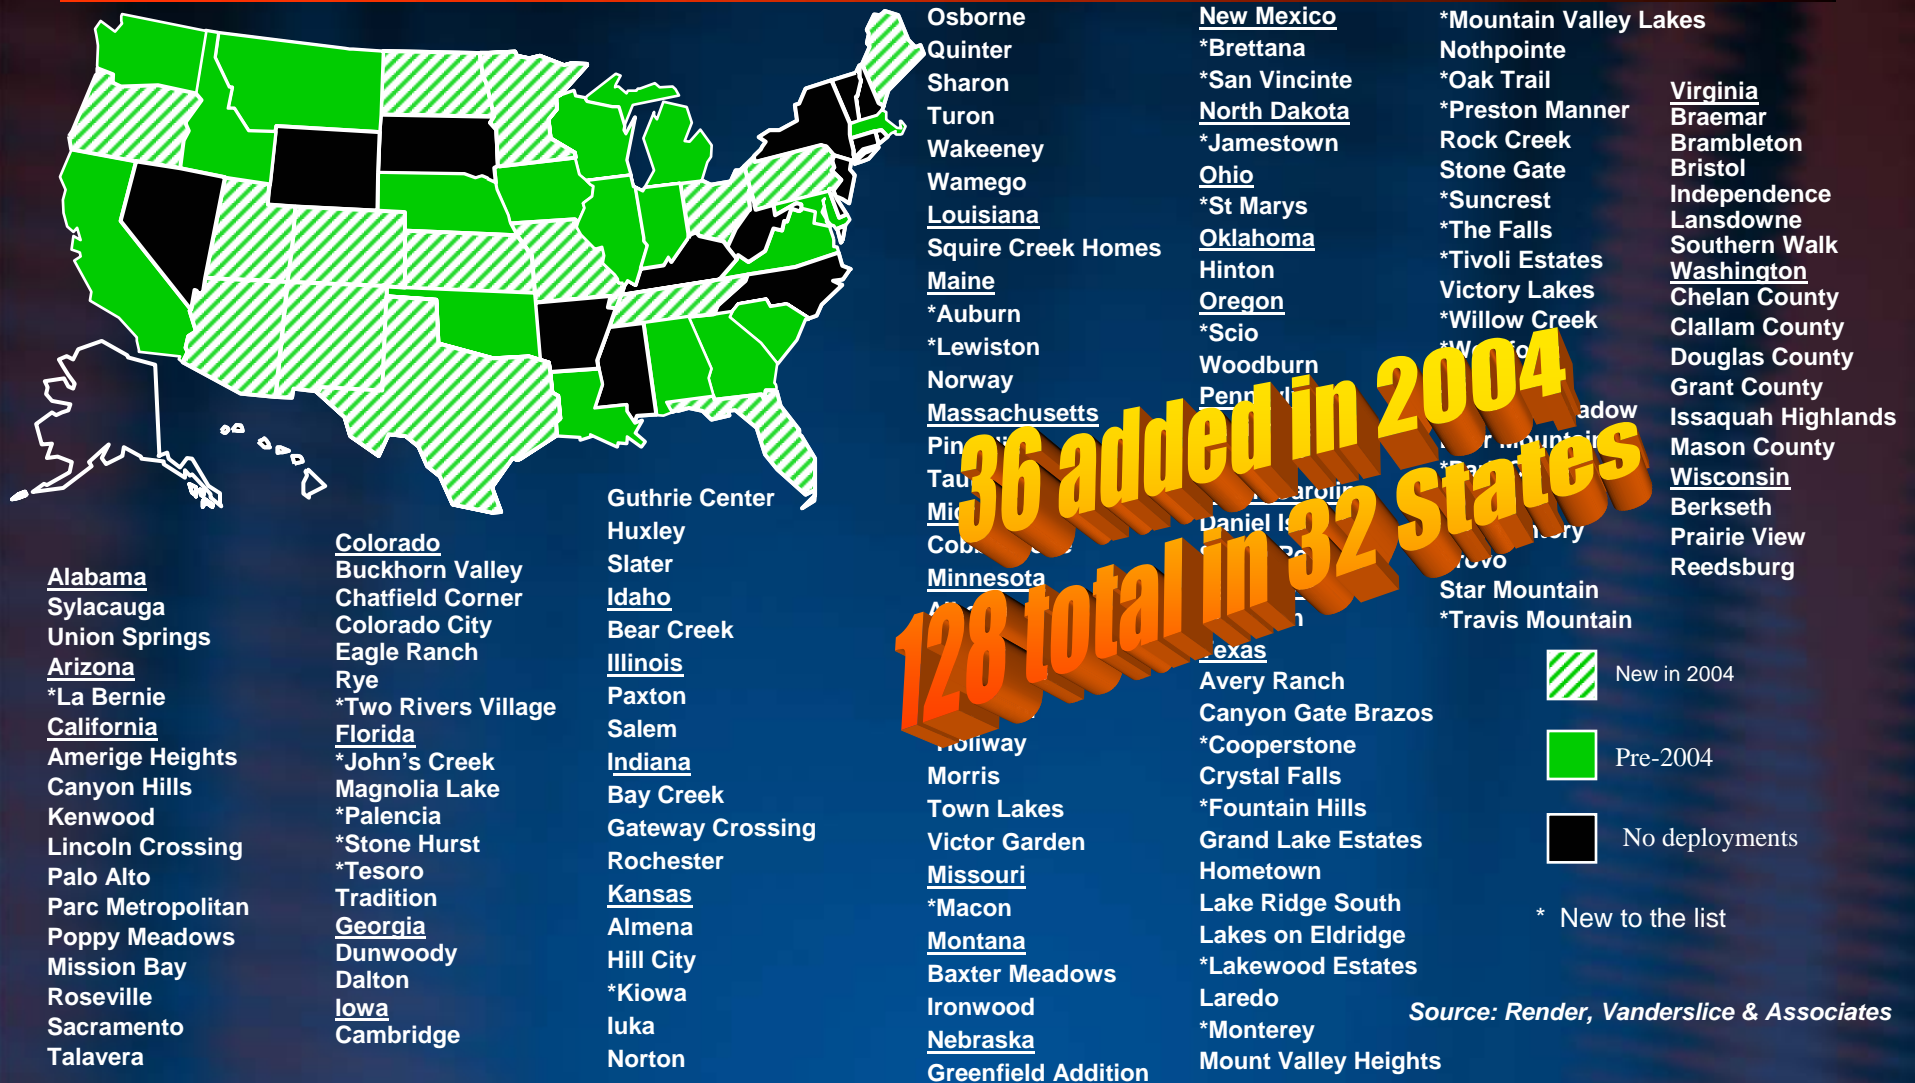 Alabama
Sylacauga
Union Springs
Arizona
*La Bernie
California
Amerige Heights
Canyon Hills
Kenwood
Lincoln Crossing
Palo Alto
Parc Metropolitan
Poppy Meadows
Mission Bay
Roseville
Sacramento
Talavera
Colorado
Buckhorn Valley
Chatfield Corner
Colorado City
Eagle Ranch
Rye
*Two Rivers Village
Florida
*John's Creek
Magnolia Lake
*Palencia
*Stone Hurst
*Tesoro
Tradition
Georgia
Dunwoody
Dalton
Iowa
Cambridge
Guthrie Center
Huxley
Slater
Idaho
Bear Creek
Illinois
Paxton
Salem
Indiana
Bay Creek
Gateway Crossing
Rochester
Kansas
Almena
Hill City
*Kiowa
Iuka
Norton
Osborne
Quinter
Sharon
Turon
Wakeeney
Wamego
Louisiana
Squire Creek Homes
Maine
*Auburn
*Lewiston
Norway
Massachusetts
Minnesota
Morris
Town Lakes
Victor Garden
Missouri
*Macon
Montana
Baxter Meadows
Ironwood
Nebraska
Greenfield Addition
New Mexico
*Brettana
*San Vincinte
North Dakota
*Jamestown
Ohio
*St Marys
Oklahoma
Hinton
Oregon
*Scio
Woodburn
Daniel
Texas
Avery Ranch
Canyon Gate Brazos
*Cooperstone
Crystal Falls
*Fountain Hills
Grand Lake Estates
Hometown
Lake Ridge South
Lakes on Eldridge
*Lakewood Estates
Laredo
*Monterey
Mount Valley Heights
*Mountain Valley Lakes
Nothpointe
*Oak Trail
*Preston Manner
Rock Creek
Stone Gate
*Suncrest
*The Falls
*Tivoli Estates
Victory Lakes
*Willow Creek
Mountain
Provo
Star Mountain
*Travis Mountain
Virginia
Braemar
Brambleton
Bristol
Independence
Lansdowne
Southern Walk
Washington
Chelan County
Clallam County
Douglas County
Grant County
Issaquah Highlands
Mason County
Wisconsin
Berkseth
Prairie View
Reedsburg
36 added in 2004
128 total in 32 States
New in 2004
Pre-2004
No deployments
* New to the list
Source: Render, Vanderslice & Associates